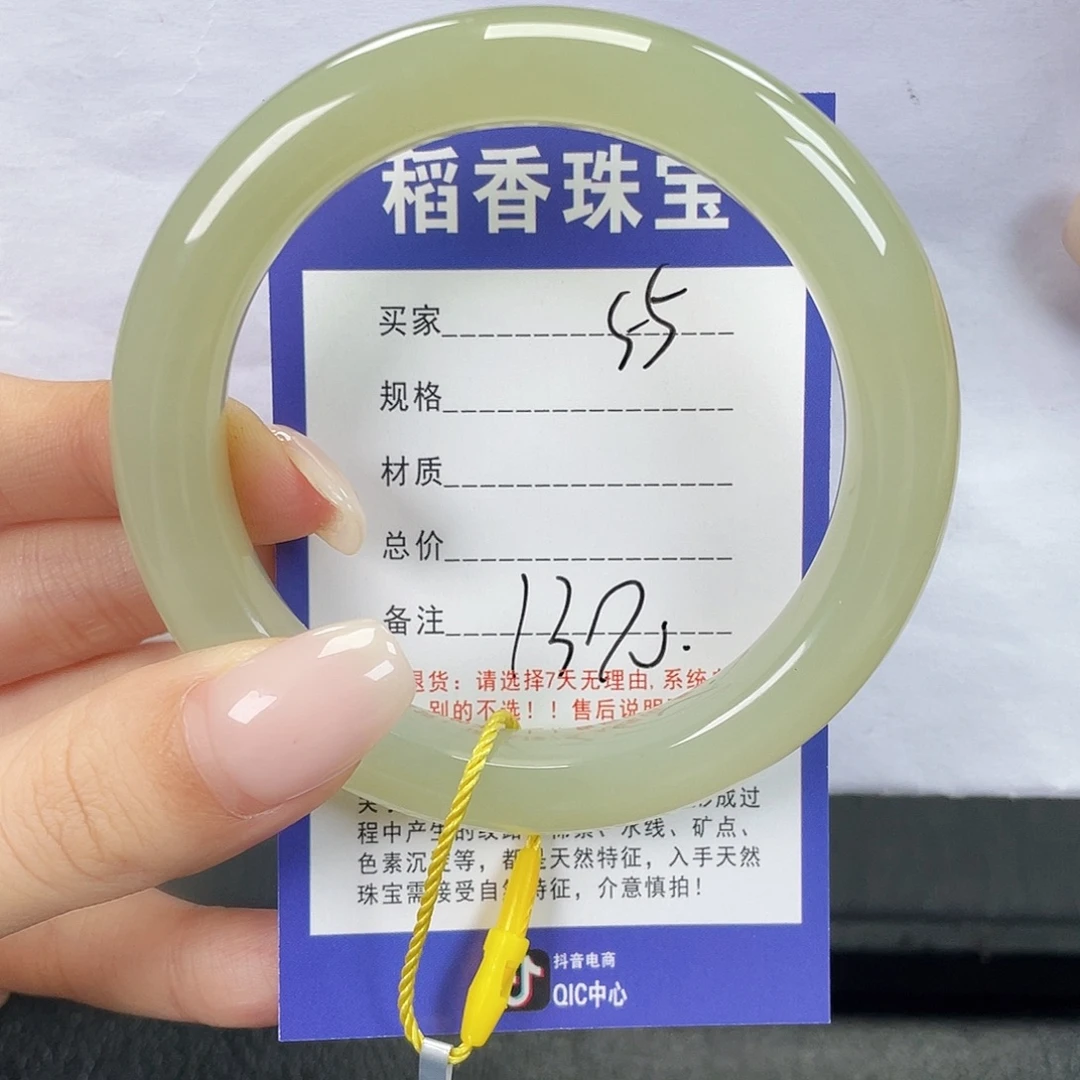 稻香珠宝
买家 55
规格
材质
总价
备注 137
退货：请选择7天无理由, 系统
别的不选！！售后说明
形成过
程中产生的纹路、棉絮、水线、矿点、
色素沉淀等，都是天然特征，入手天然
珠宝需接受自然特征，介意慎拍！
抖音电商
QIC中心